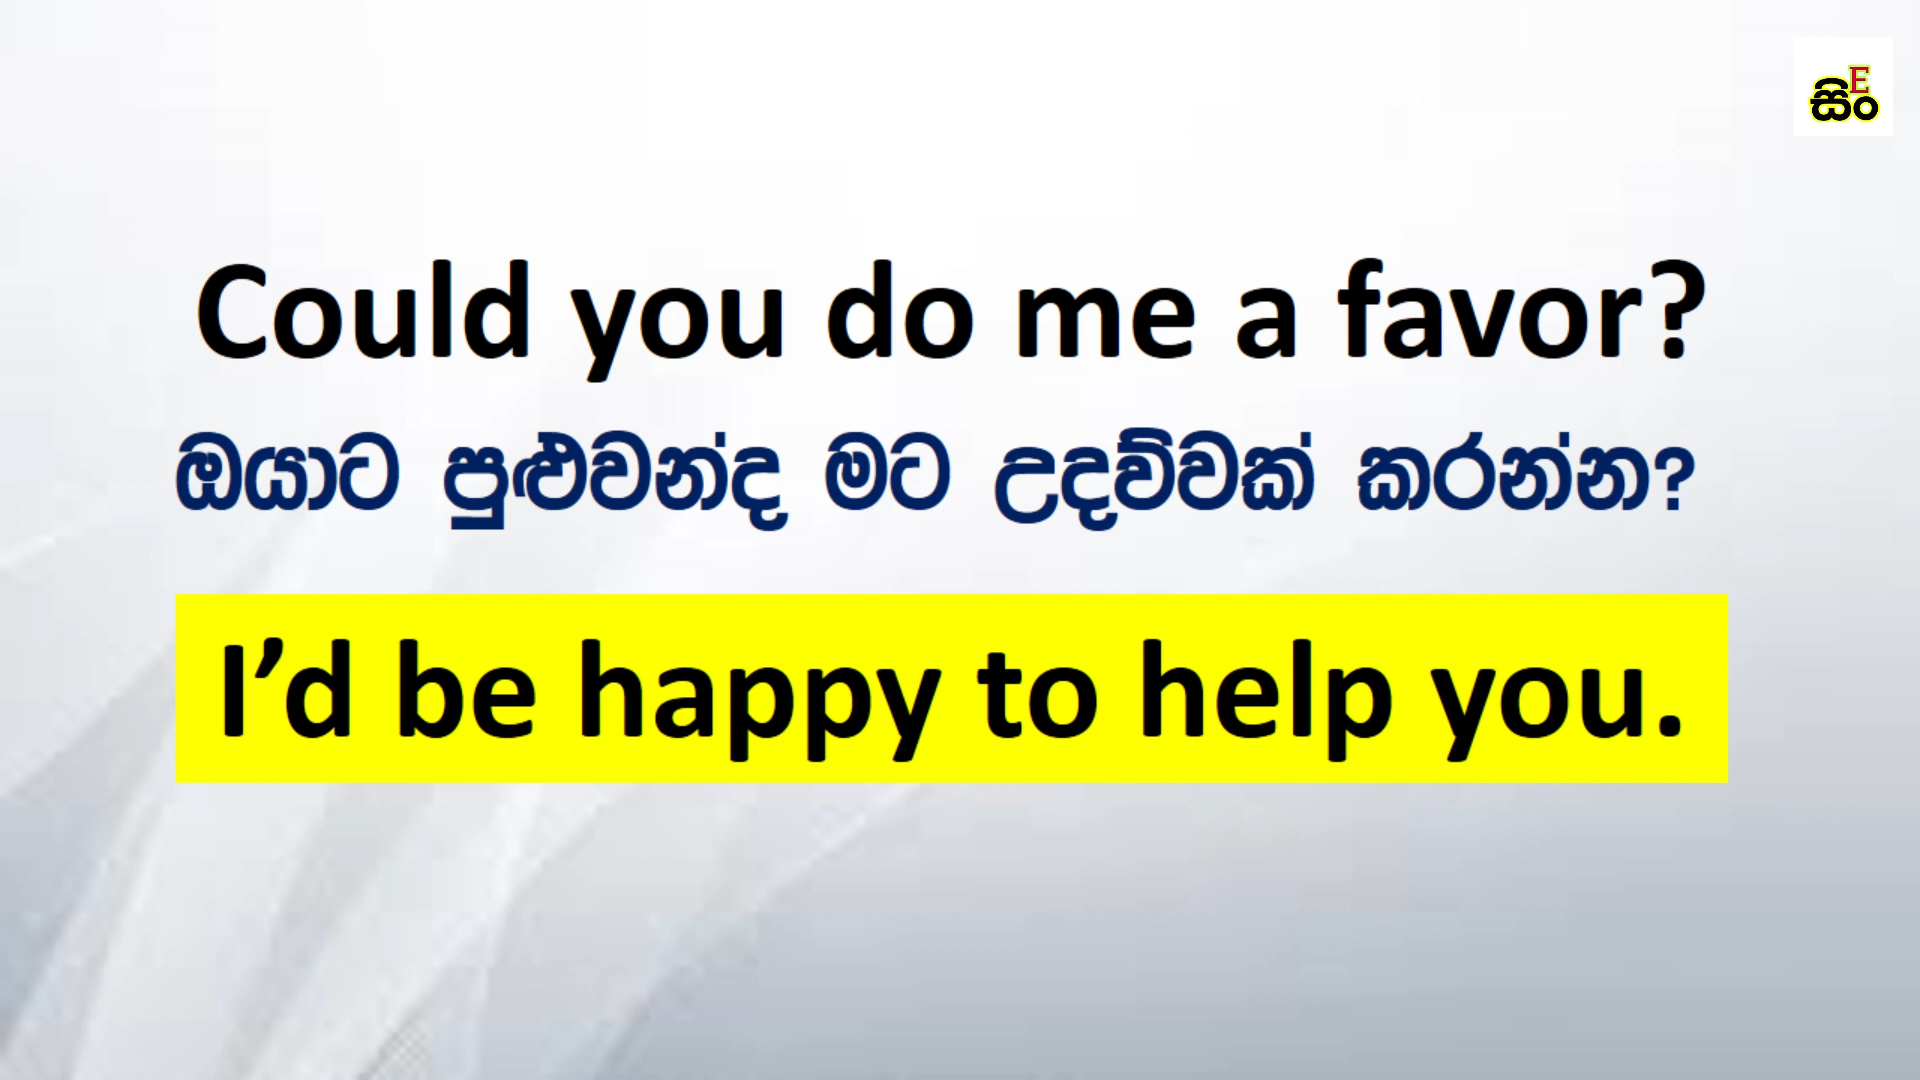 සිං
E
Could you do me a favor?
ඔයාට පුළුවන්ද මට උදව්වක් කරන්න?
I’d be happy to help you.